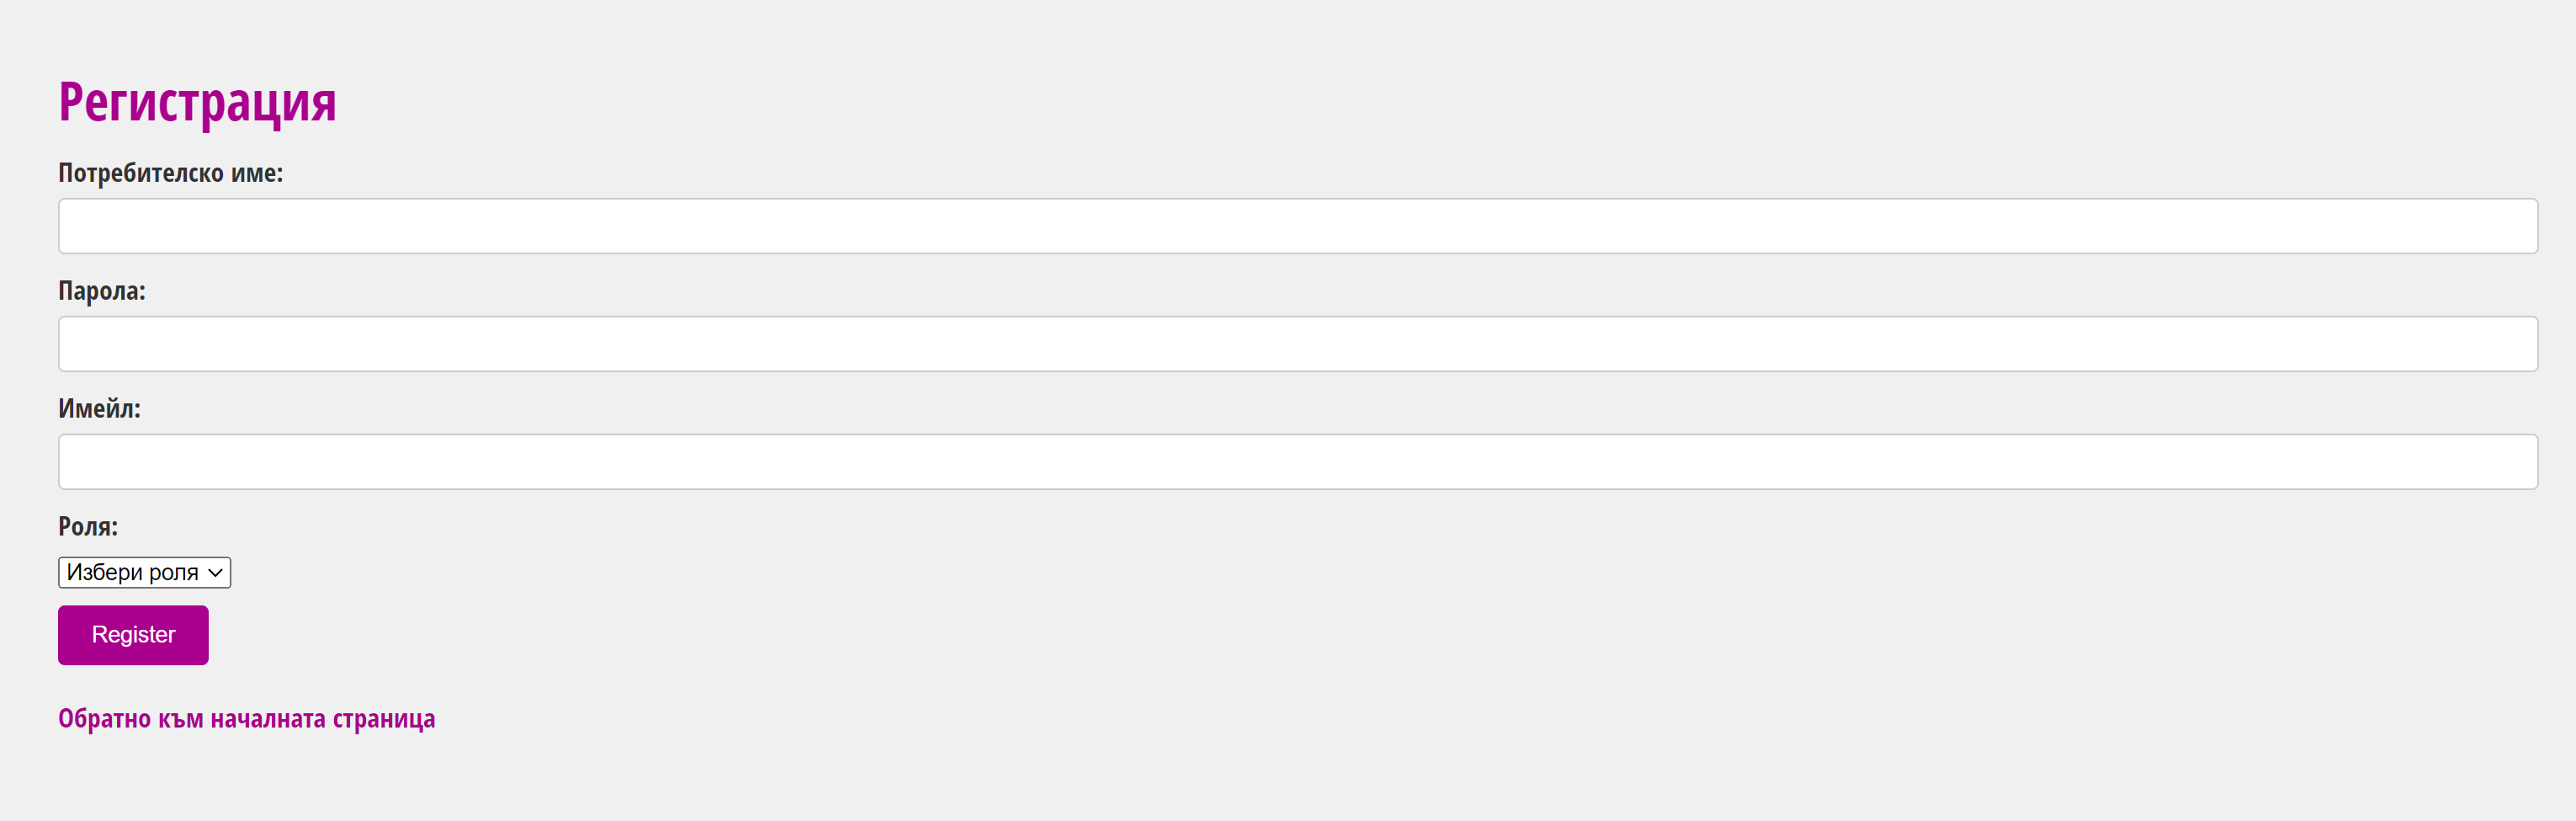 Регистрация
Потребителско име:
Парола:
Имейл:
Роля:
Избери роля
Register
Обратно към началната страница